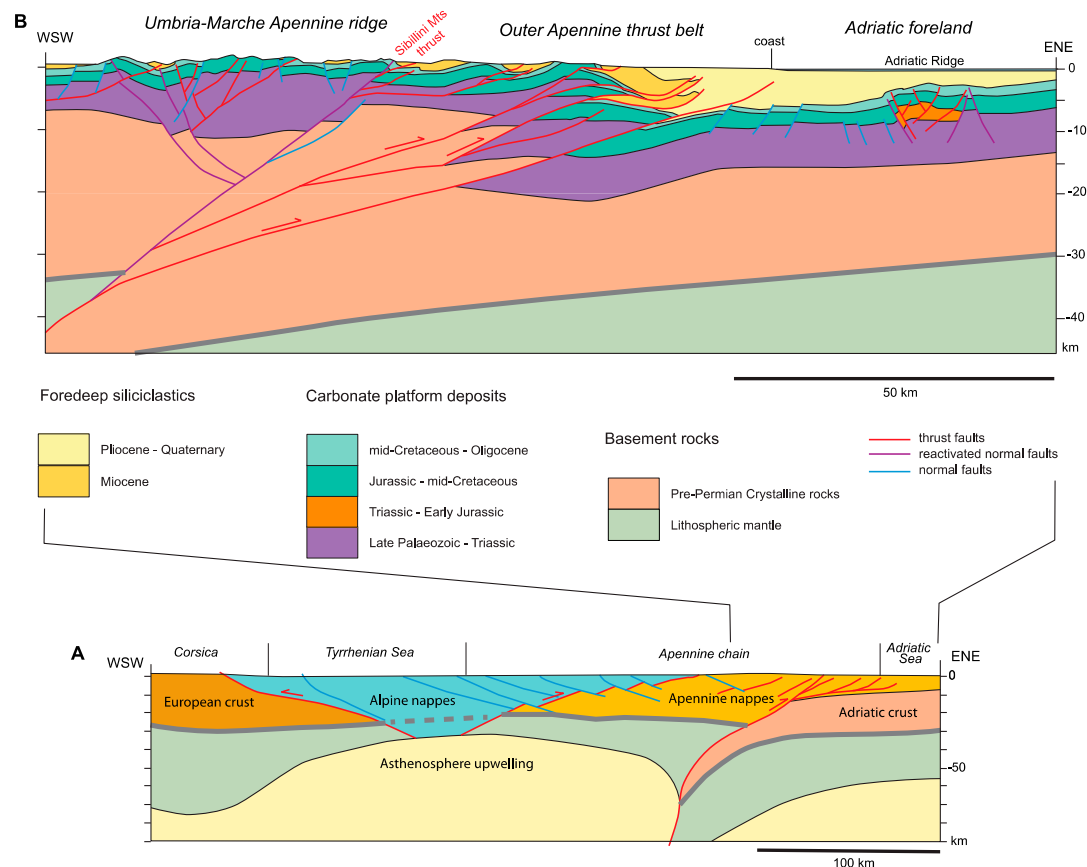 B
Umbria-Marche Apennine ridge
Outer Apennine thrust belt
Adriatic foreland
WSW
Sibillini Mts
thrust
coast
Adriatic Ridge
ENE
0
-10
-20
-30
-40
km
50 km
Foredeep siliciclastics
Pliocene - Quaternary
Miocene
Carbonate platform deposits
mid-Cretaceous - Oligocene
Jurassic - mid-Cretaceous
Triassic - Early Jurassic
Late Palaeozoic - Triassic
Basement rocks
Pre-Permian Crystalline rocks
Lithospheric mantle
thrust faults
reactivated normal faults
normal faults
A
WSW
Corsica
Tyrrhenian Sea
Apennine chain
Adriatic
Sea
ENE
European crust
Alpine nappes
Apennine nappes
Adriatic crust
Asthenosphere upwelling
0
-50
km
100 km